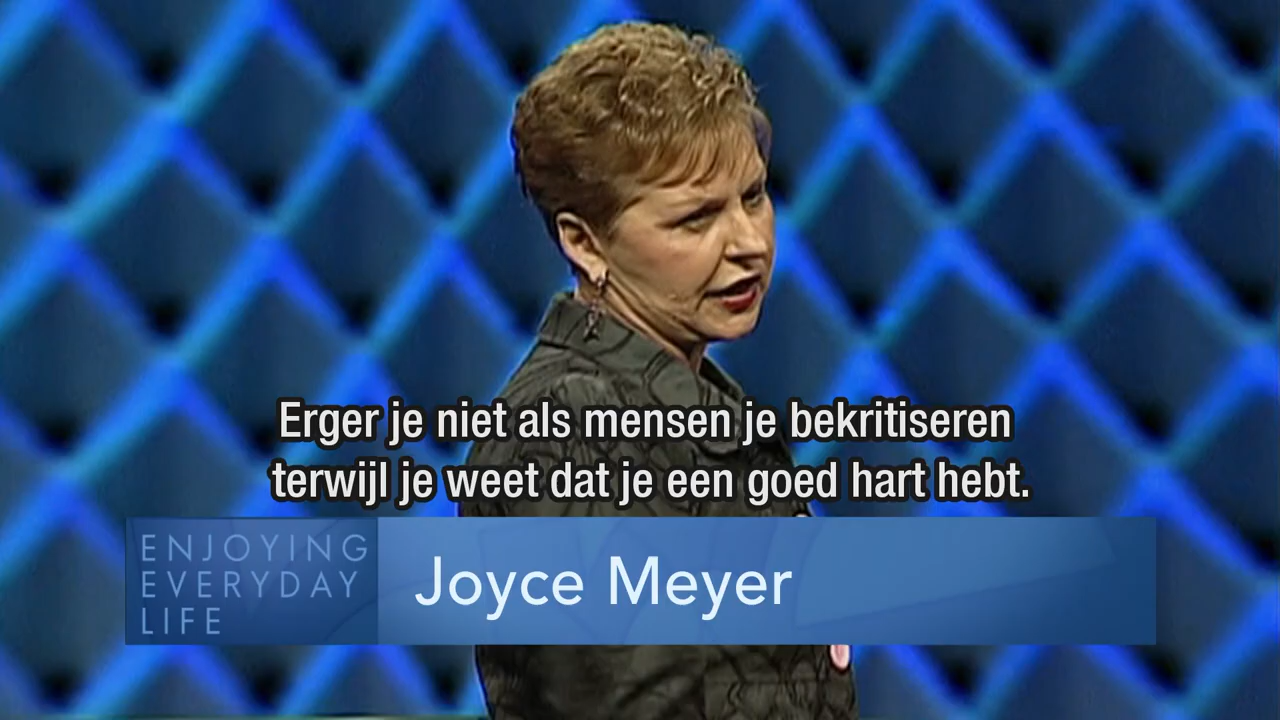 Erger je niet als mensen je bekritiseren
terwijl je weet dat je een goed hart hebt.
ENJOYING
EVERYDAY
LIFE
Joyce Meyer